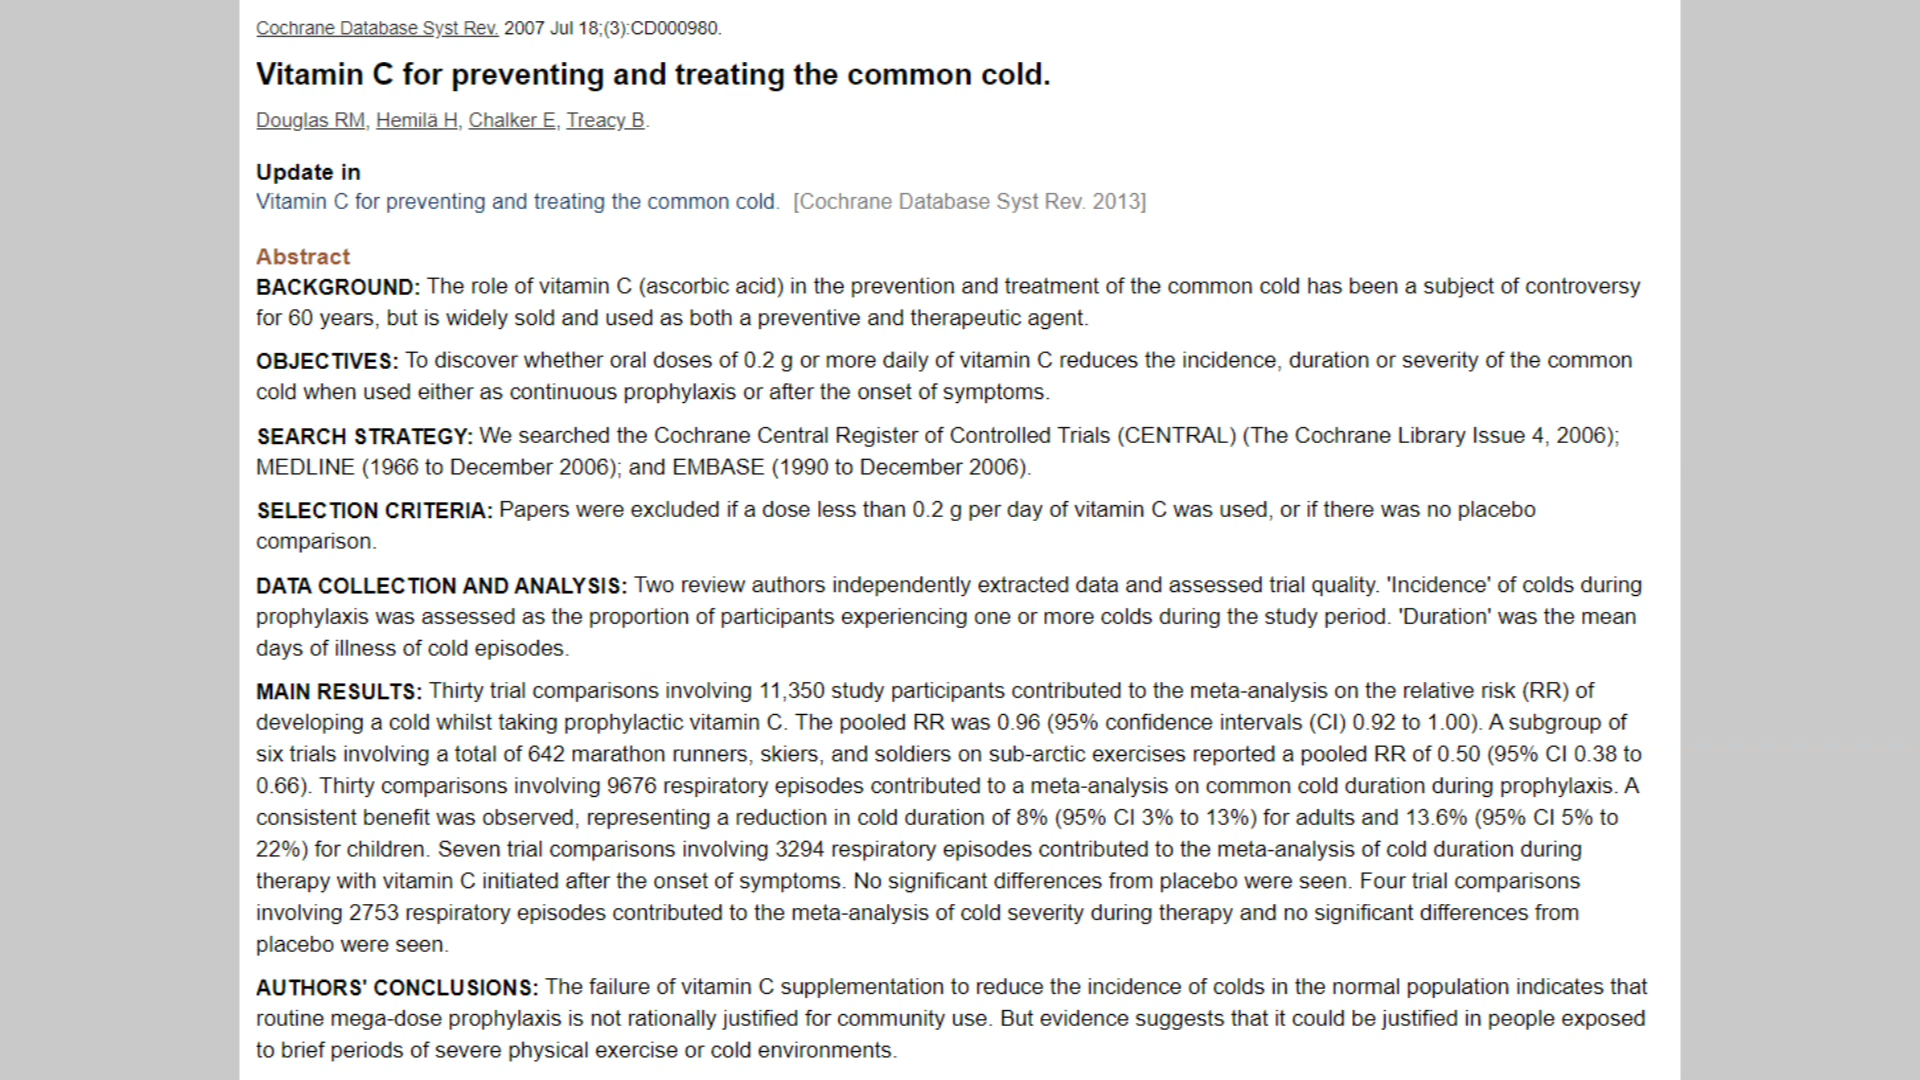 Cochrane Database Syst Rev. 2007 Jul 18;(3):CD000980.
Vitamin C for preventing and treating the common cold.
Douglas RM, Hemilä H, Chalker E, Treacy B.
Update in
Vitamin C for preventing and treating the common cold. [Cochrane Database Syst Rev. 2013]
Abstract
BACKGROUND: The role of vitamin C (ascorbic acid) in the prevention and treatment of the common cold has been a subject of controversy
for 60 years, but is widely sold and used as both a preventive and therapeutic agent.
OBJECTIVES: To discover whether oral doses of 0.2 g or more daily of vitamin C reduces the incidence, duration or severity of the common
cold when used either as continuous prophylaxis or after the onset of symptoms.
SEARCH STRATEGY: We searched the Cochrane Central Register of Controlled Trials (CENTRAL) (The Cochrane Library Issue 4, 2006);
MEDLINE (1966 to December 2006); and EMBASE (1990 to December 2006).
SELECTION CRITERIA: Papers were excluded if a dose less than 0.2 g per day of vitamin C was used, or if there was no placebo
comparison.
DATA COLLECTION AND ANALYSIS: Two review authors independently extracted data and assessed trial quality. 'Incidence' of colds during
prophylaxis was assessed as the proportion of participants experiencing one or more colds during the study period. 'Duration' was the mean
days of illness of cold episodes.
MAIN RESULTS: Thirty trial comparisons involving 11,350 study participants contributed to the meta-analysis on the relative risk (RR) of
developing a cold whilst taking prophylactic vitamin C. The pooled RR was 0.96 (95% confidence intervals (CI) 0.92 to 1.00). A subgroup of
six trials involving a total of 642 marathon runners, skiers, and soldiers on sub-arctic exercises reported a pooled RR of 0.50 (95% CI 0.38 to
0.66). Thirty comparisons involving 9676 respiratory episodes contributed to a meta-analysis on common cold duration during prophylaxis. A
consistent benefit was observed, representing a reduction in cold duration of 8% (95% CI 3% to 13%) for adults and 13.6% (95% CI 5% to
22%) for children. Seven trial comparisons involving 3294 respiratory episodes contributed to the meta-analysis of cold duration during
therapy with vitamin C initiated after the onset of symptoms. No significant differences from placebo were seen. Four trial comparisons
involving 2753 respiratory episodes contributed to the meta-analysis of cold severity during therapy and no significant differences from
placebo were seen.
AUTHORS' CONCLUSIONS: The failure of vitamin C supplementation to reduce the incidence of colds in the normal population indicates that
routine mega-dose prophylaxis is not rationally justified for community use. But evidence suggests that it could be justified in people exposed
to brief periods of severe physical exercise or cold environments.